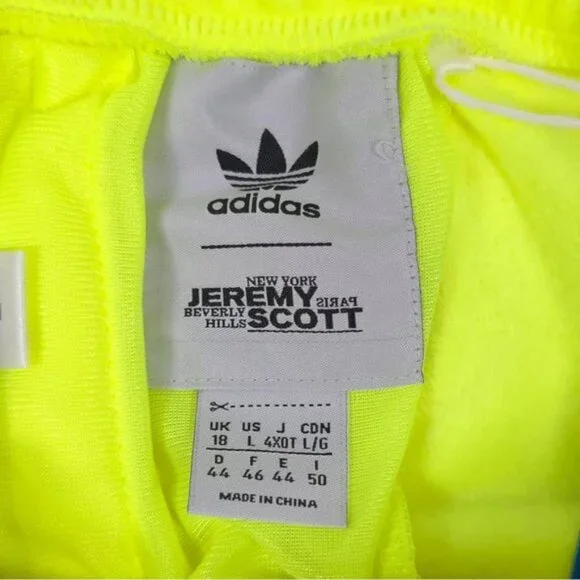 adidas
NEW YORK
JEREMY PARIS
BEVERLY HILLS SCOTT
UK US J CDN
18 L 4XOT L/G
D F E I
44 46 44 50
MADE IN CHINA